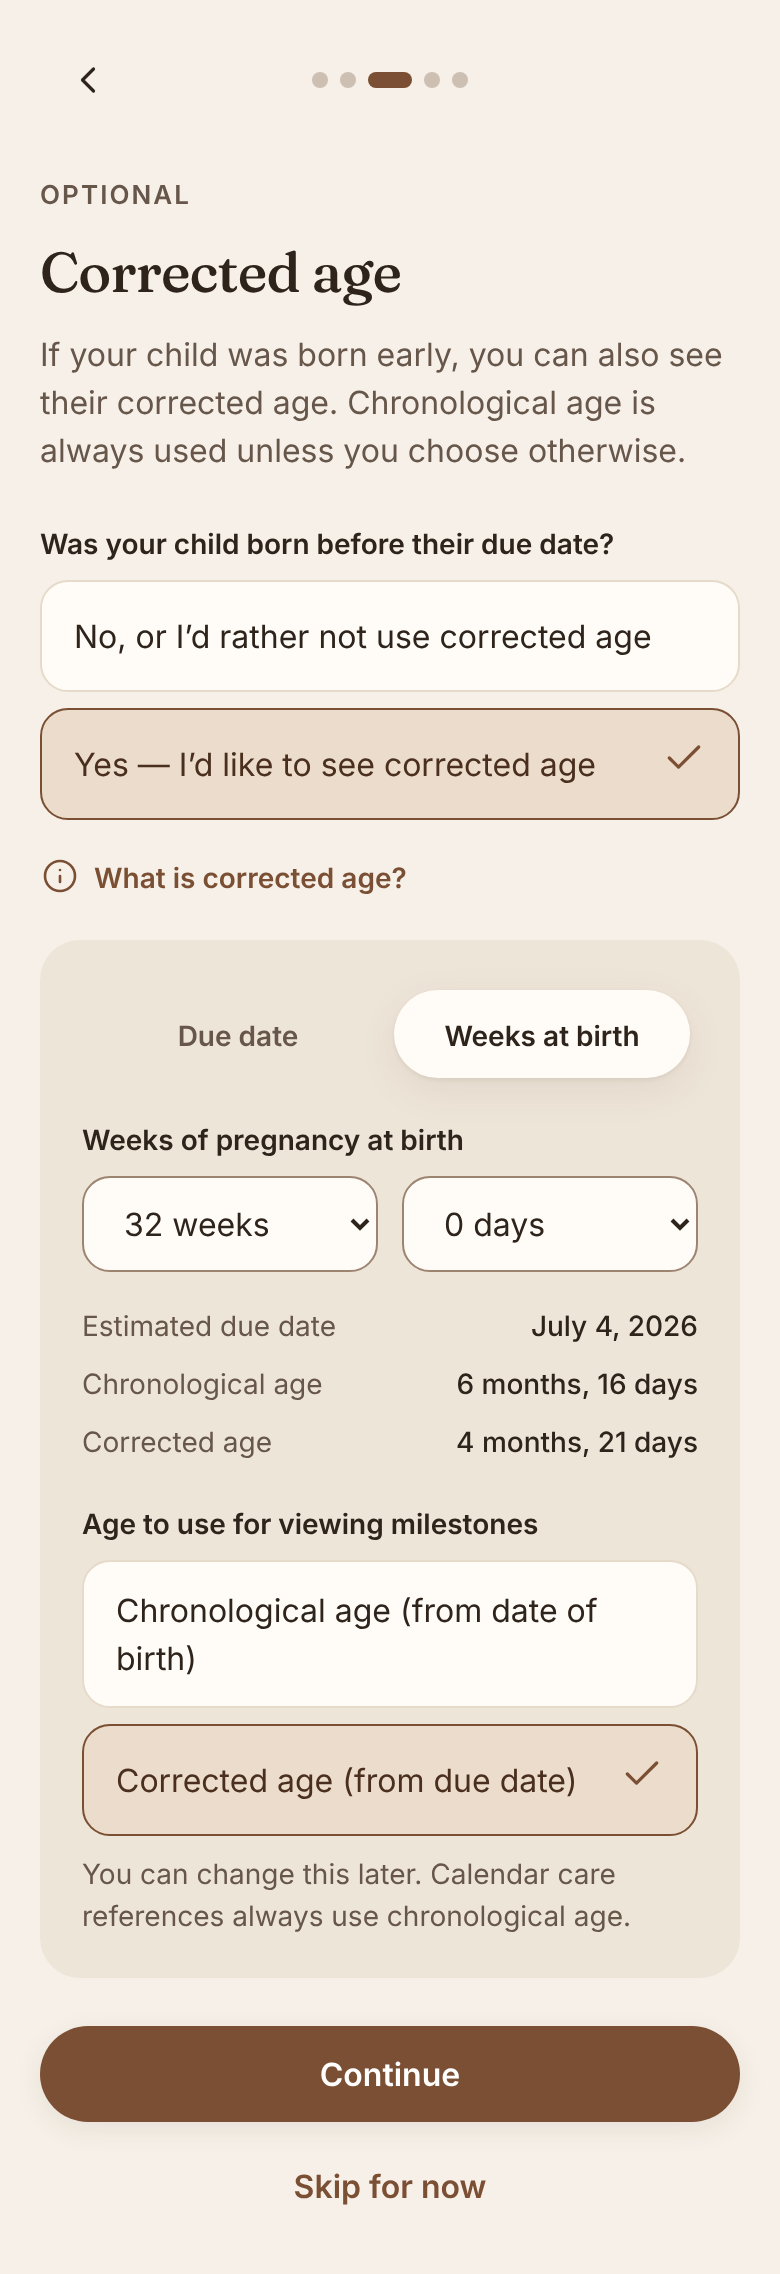 OPTIONAL
Corrected age
If your child was born early, you can also see
their corrected age. Chronological age is
always used unless you choose otherwise.
Was your child born before their due date?
No, or I’d rather not use corrected age
Yes — I’d like to see corrected age
What is corrected age?
Due date
Weeks at birth
Weeks of pregnancy at birth
32 weeks
0 days
Estimated due date
July 4, 2026
Chronological age
6 months, 16 days
Corrected age
4 months, 21 days
Age to use for viewing milestones
Chronological age (from date of
birth)
Corrected age (from due date)
You can change this later. Calendar care
references always use chronological age.
Continue
Skip for now